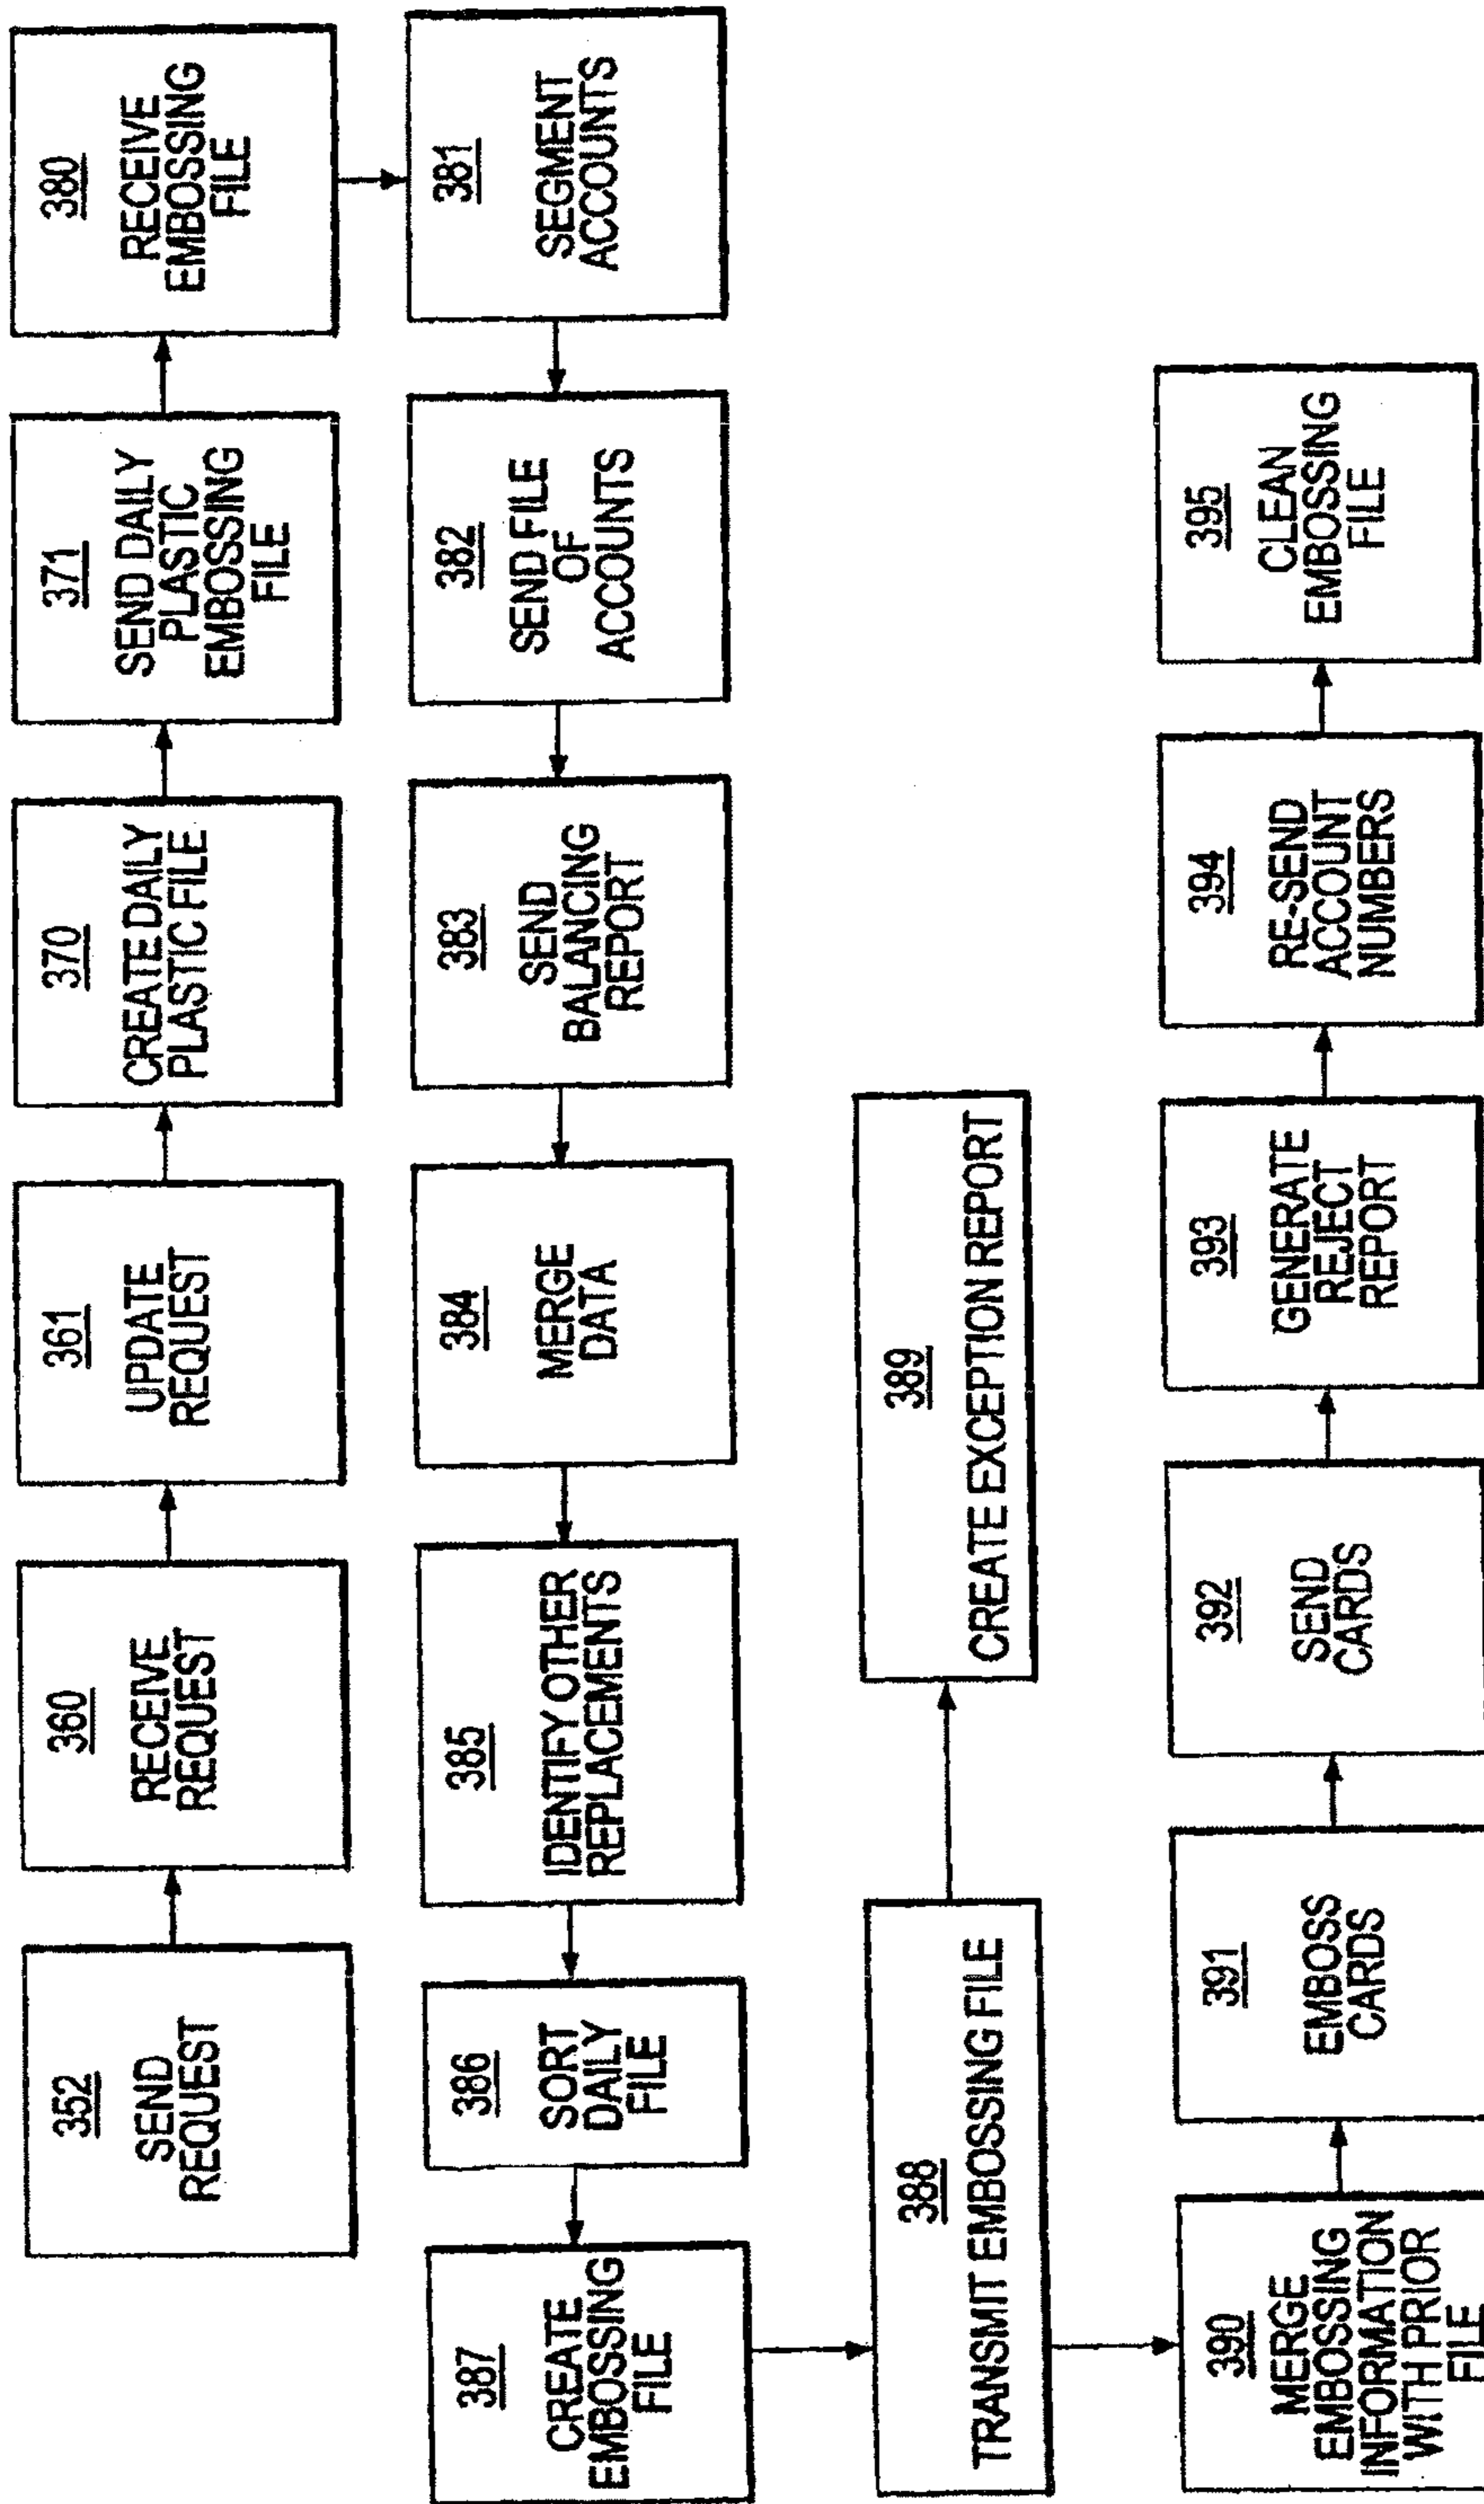 352
SEND
REQUEST
360
RECEIVE
REQUEST
361
UPDATE
REQUEST
370
CREATE DAILY
PLASTIC FILE
371
SEND DAILY
PLASTIC
EMBOSSING
FILE
380
RECEIVE
EMBOSSING
FILE
381
SEGMENT
ACCOUNTS
382
SEND FILE
OF
ACCOUNTS
383
SEND
BALANCING
REPORT
384
MERGE
DATA
385
IDENTIFY OTHER
REPLACEMENTS
386
SORT
DAILY
FILE
387
CREATE
EMBOSSING
FILE
388
TRANSMIT EMBOSSING FILE
389
CREATE EXCEPTION REPORT
390
MERGE
EMBOSSING
INFORMATION
WITH PRIOR
FILE
391
EMBOSS
CARDS
392
SEND
CARDS
393
GENERATE
REJECT
REPORT
394
RE-SEND
ACCOUNT
NUMBERS
395
CLEAN
EMBOSSING
FILE